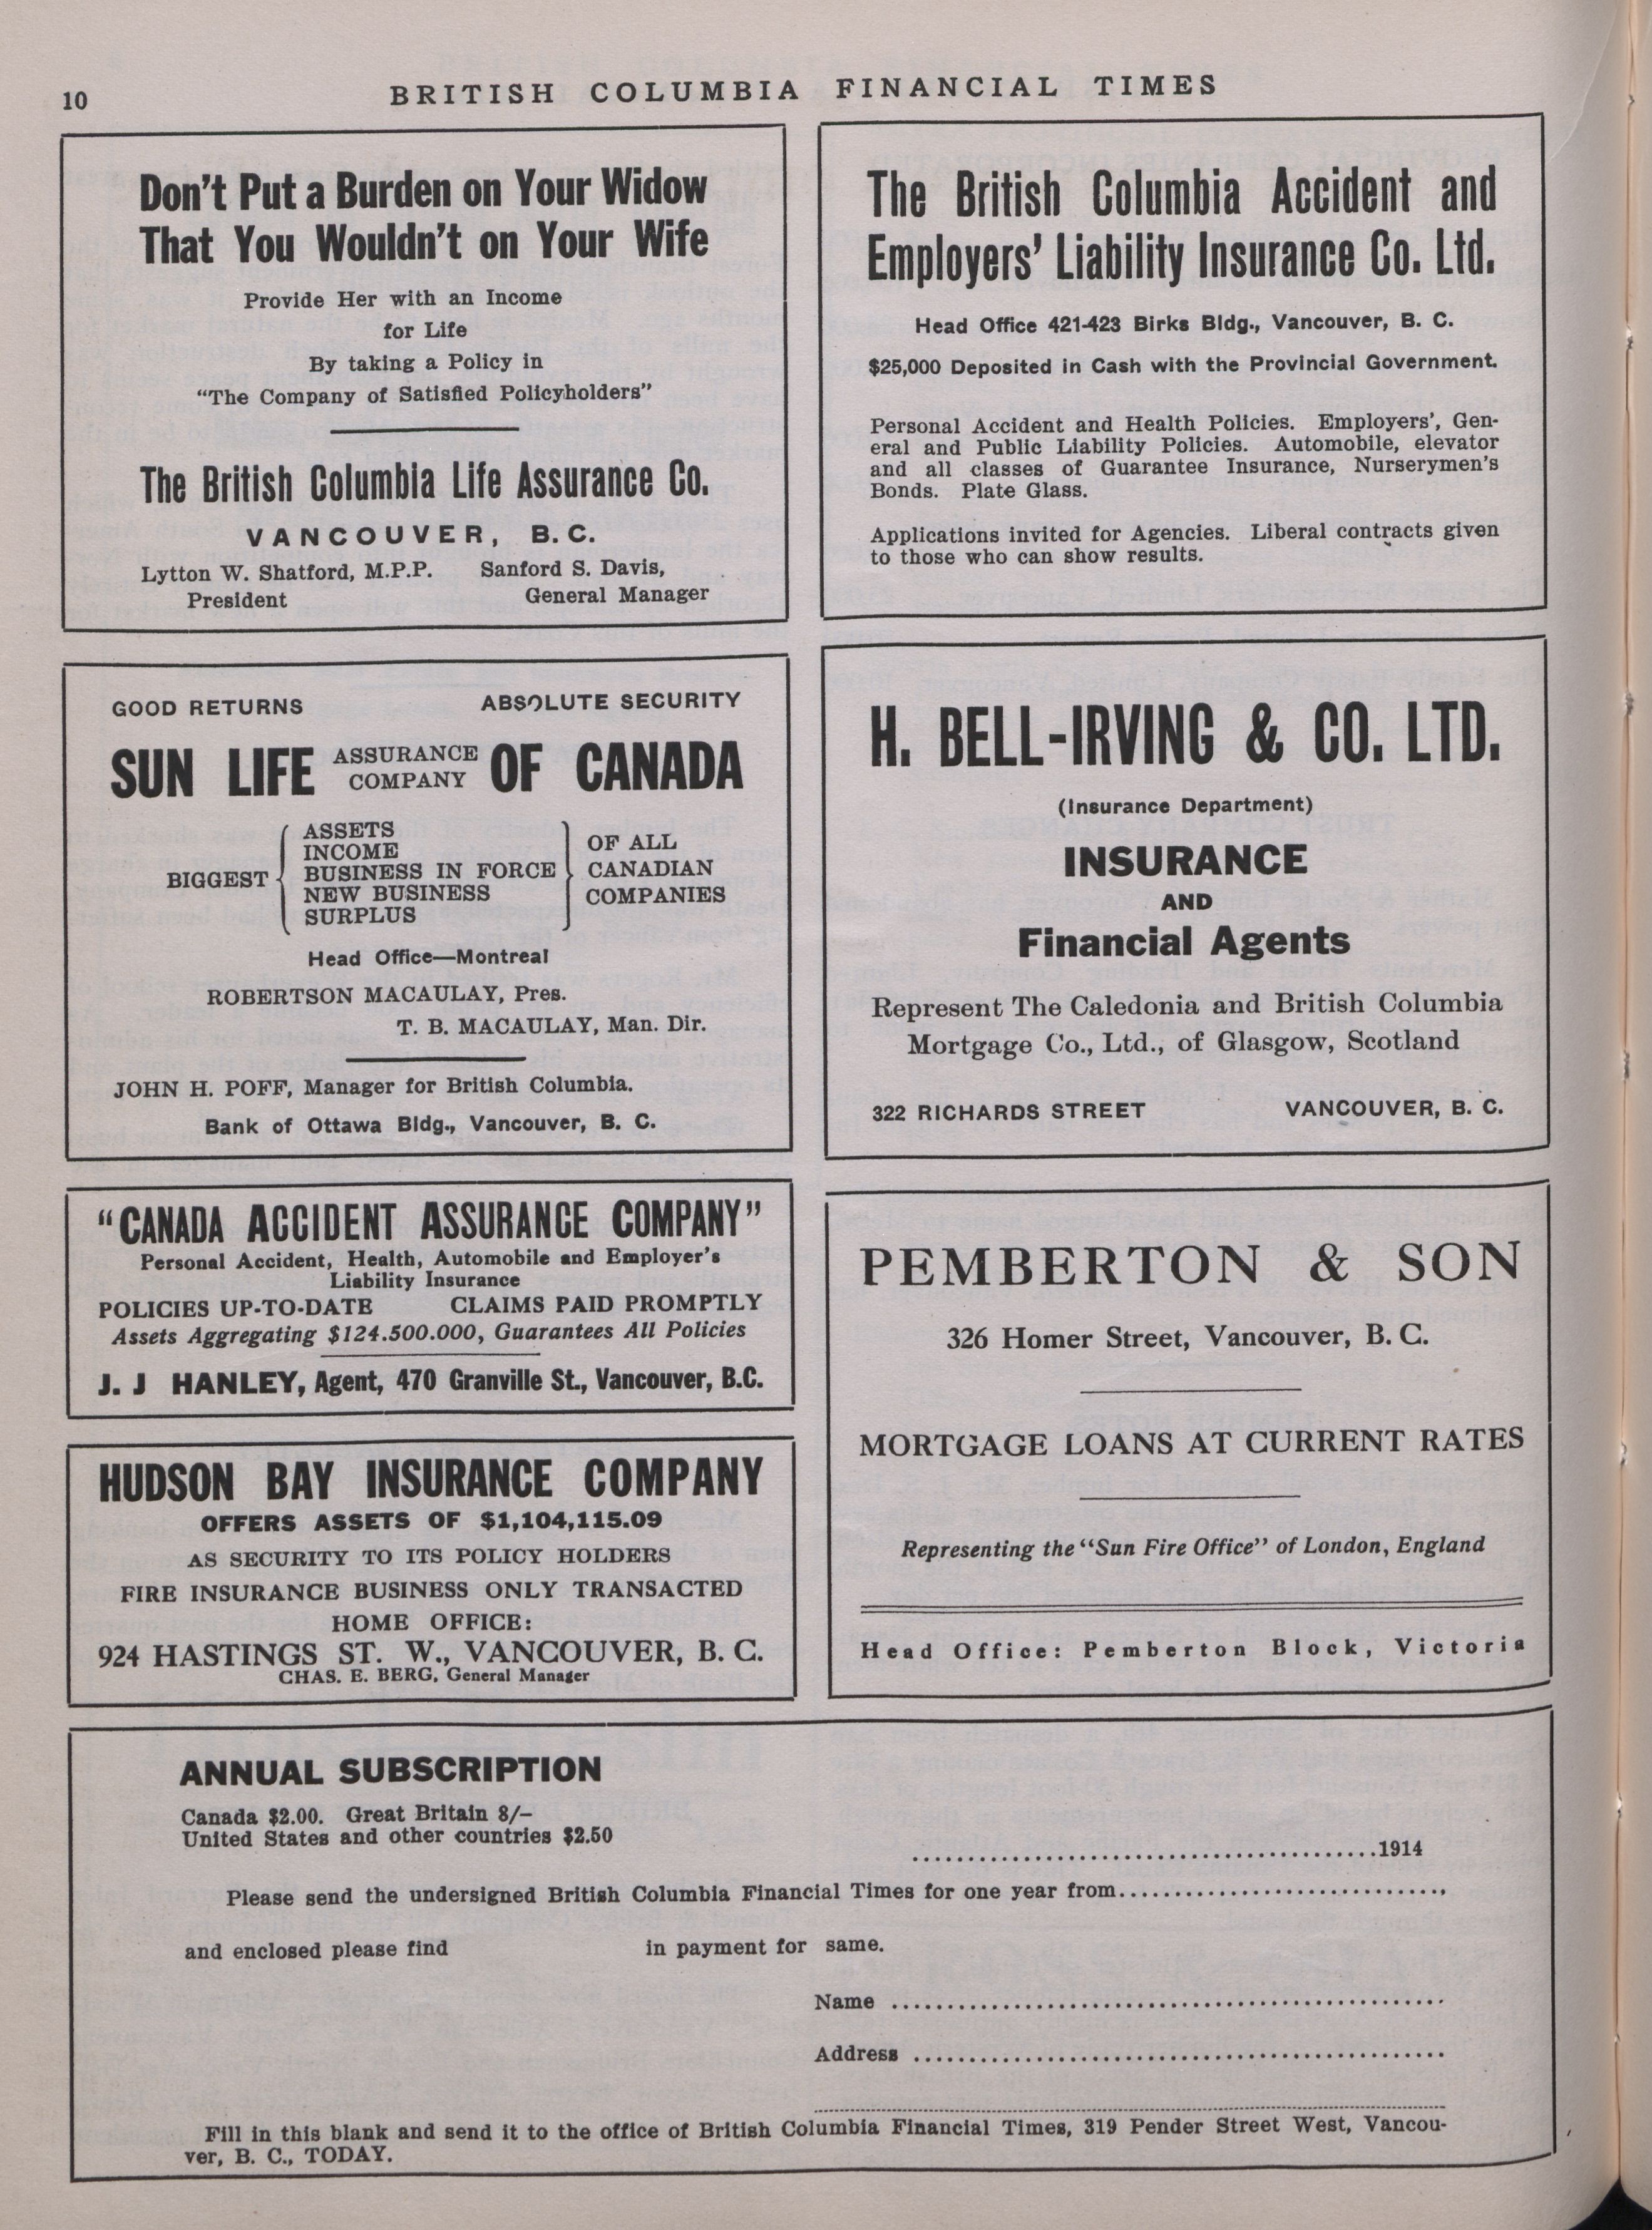 10
BRITISH COLUMBIA FINANCIAL TIMES
Don't Put a Burden on Your Widow
That You Wouldn't on Your Wife
Provide Her with an Income
for Life
By taking a Policy in
"The Company of Satisfied Policyholders"
The British Columbia Life Assurance Co.
VANCOUVER, B. C.
Lytton W. Shatford, M.P.P. Sanford S. Davis,
President General Manager
The British Columbia Accident and
Employers' Liability Insurance Co. Ltd.
Head Office 421-423 Birks Bldg., Vancouver, B. C.
$25,000 Deposited in Cash with the Provincial Government.
Personal Accident and Health Policies. Employers', Gen-
eral and Public Liability Policies. Automobile, elevator
and all classes of Guarantee Insurance, Nurserymen's
Bonds. Plate Glass.
Applications invited for Agencies. Liberal contracts given
to those who can show results.
GOOD RETURNS ABSOLUTE SECURITY
SUN LIFE ASSURANCE COMPANY OF CANADA
BIGGEST
ASSETS
INCOME
BUSINESS IN FORCE
NEW BUSINESS
SURPLUS
OF ALL
CANADIAN
COMPANIES
Head Office—Montreal
ROBERTSON MACAULAY, Pres.
T. B. MACAULAY, Man. Dir.
JOHN H. POFF, Manager for British Columbia.
Bank of Ottawa Bldg., Vancouver, B. C.
H. BELL-IRVING & CO. LTD.
(Insurance Department)
INSURANCE
AND
Financial Agents
Represent The Caledonia and British Columbia
Mortgage Co., Ltd., of Glasgow, Scotland
322 RICHARDS STREET VANCOUVER, B. C.
"CANADA ACCIDENT ASSURANCE COMPANY"
Personal Accident, Health, Automobile and Employer's
Liability Insurance
POLICIES UP-TO-DATE CLAIMS PAID PROMPTLY
Assets Aggregating $124.500.000, Guarantees All Policies
J. J HANLEY, Agent, 470 Granville St., Vancouver, B.C.
HUDSON BAY INSURANCE COMPANY
OFFERS ASSETS OF $1,104,115.09
AS SECURITY TO ITS POLICY HOLDERS
FIRE INSURANCE BUSINESS ONLY TRANSACTED
HOME OFFICE:
924 HASTINGS ST. W., VANCOUVER, B. C.
CHAS. E. BERG, General Manager
PEMBERTON & SON
326 Homer Street, Vancouver, B. C.
MORTGAGE LOANS AT CURRENT RATES
Representing the "Sun Fire Office" of London, England
Head Office: Pemberton Block, Victoria
ANNUAL SUBSCRIPTION
Canada $2.00. Great Britain 8/–
United States and other countries $2.50
..........................................1914
Please send the undersigned British Columbia Financial Times for one year from..............................,
and enclosed please find in payment for same.
Name ..................................................
Address ................................................
Fill in this blank and send it to the office of British Columbia Financial Times, 319 Pender Street West, Vancou-
ver, B. C., TODAY.